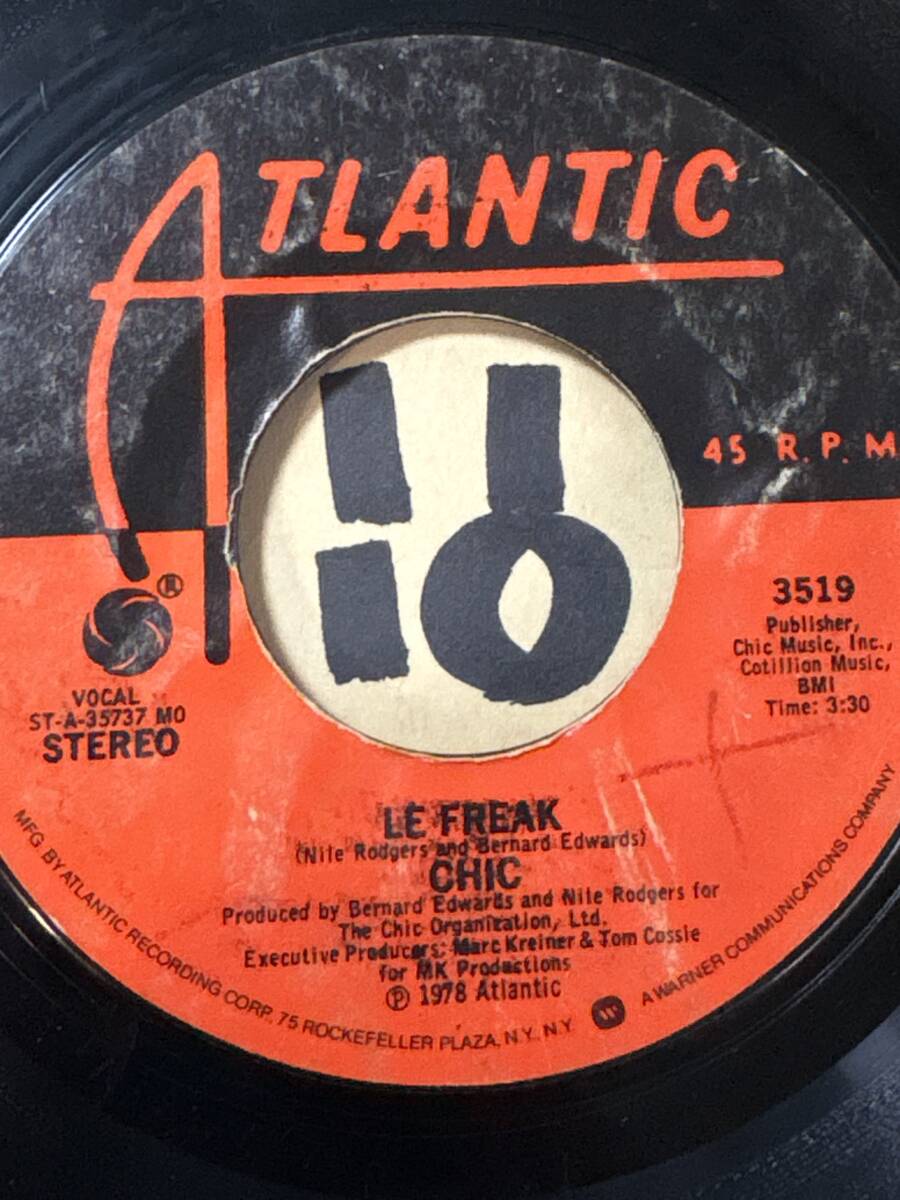 ATLANTIC
45 R.P.M
®
3519
Publisher,
Chic Music, Inc.,
Cotillion Music,
BMI
Time: 3:30
VOCAL
ST-A-35737 MO
STEREO
LE FREAK
(Nile Rodgers and Bernard Edwards)
CHIC
Produced by Bernard Edwards and Nile Rodgers for
The Chic Organization, Ltd.
Executive Producers: Marc Kreiner & Tom Cossie
for MK Productions
℗ 1978 Atlantic
MFG. BY ATLANTIC RECORDING CORP. 75 ROCKEFELLER PLAZA, N.Y. N.Y. A WARNER COMMUNICATIONS COMPANY